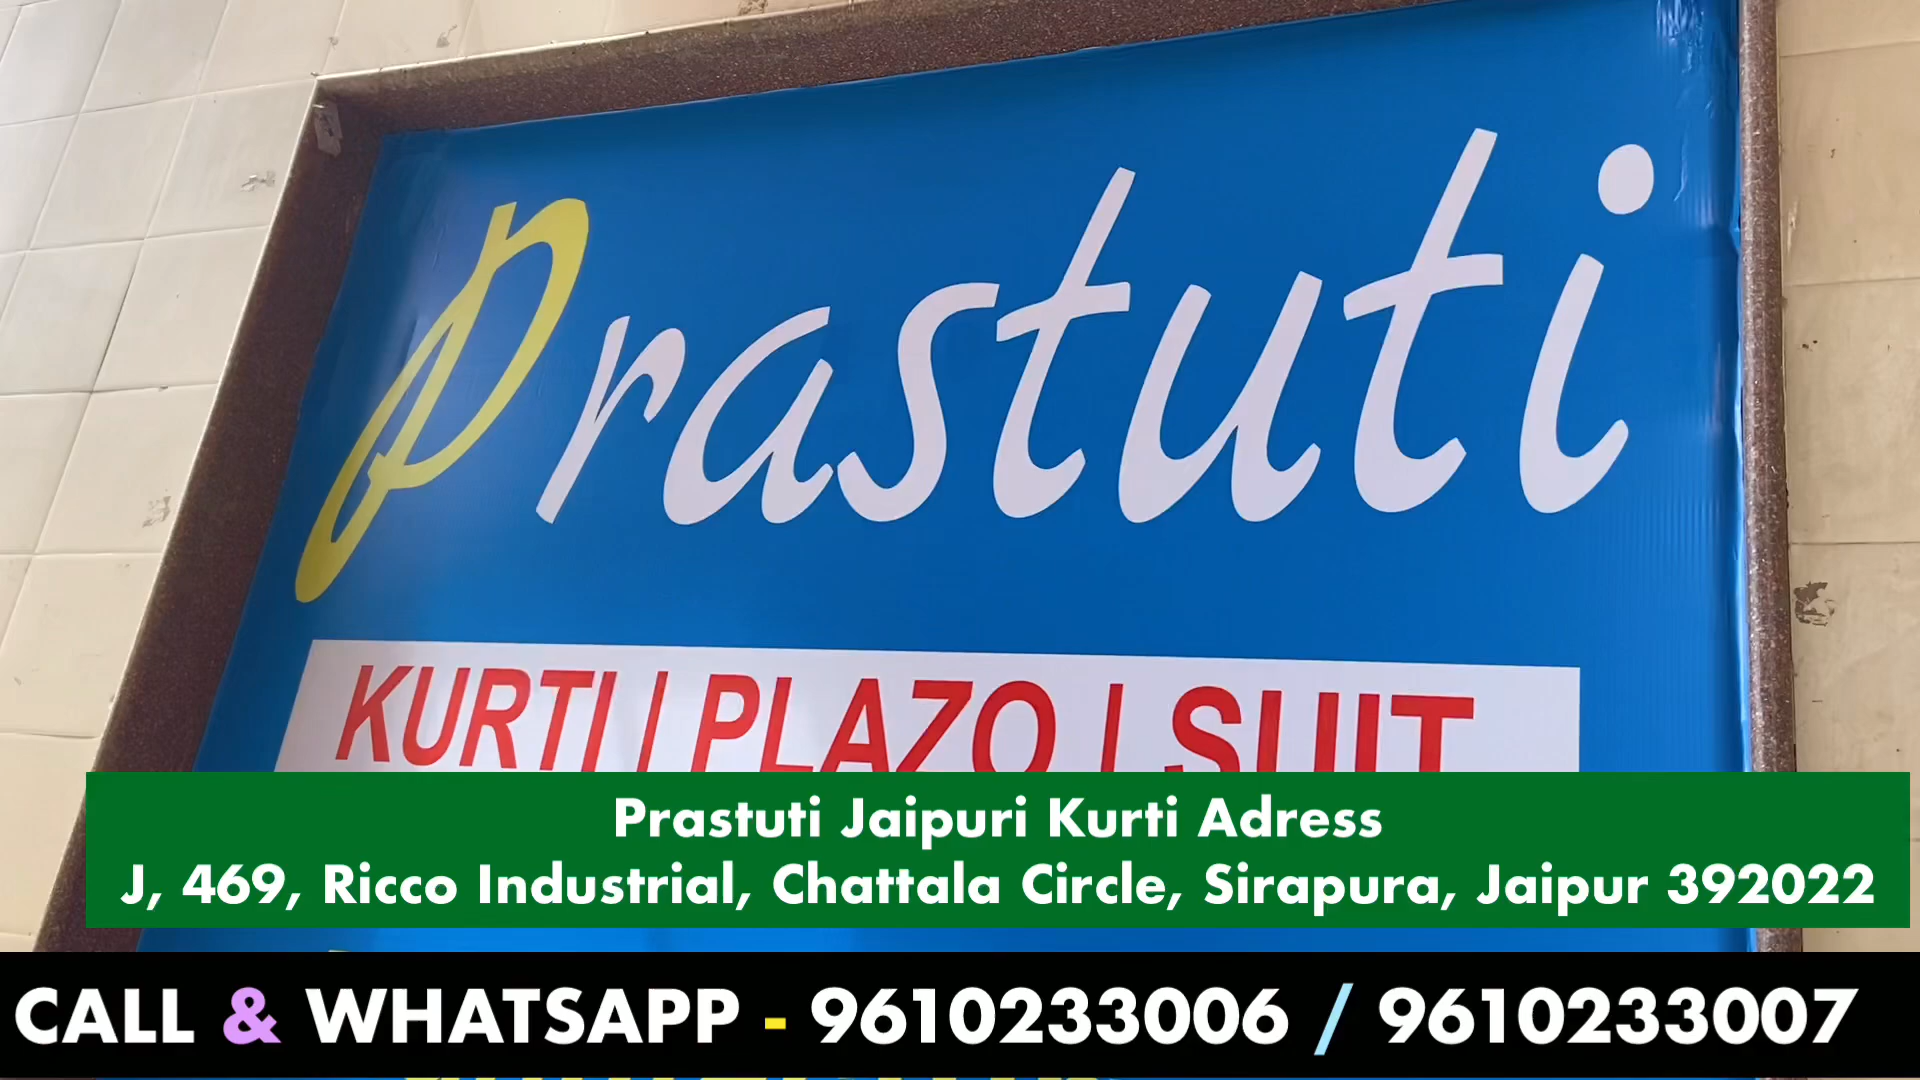 Prastuti
KURTI | PLAZO | SUIT
Prastuti Jaipuri Kurti Adress
J, 469, Ricco Industrial, Chattala Circle, Sirapura, Jaipur 392022
CALL & WHATSAPP - 9610233006 / 9610233007